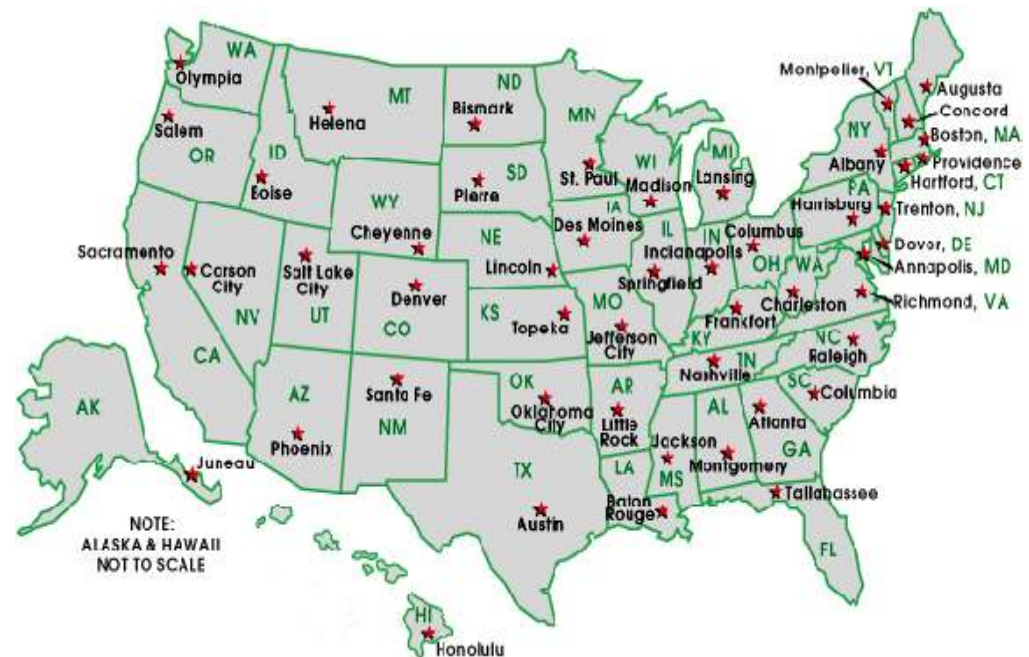 WA
Olympia
MT
Helena
ND
Bismark
MN
Montpelier, VT
Augusta
Concord
Boston, MA
Providence
Hartford, CT
NY
Albany
Salem
OR
ID
Boise
SD
Pierre
St. Paul
WI
Madison
MI
Lansing
PA
Harrisburg
Trenton, NJ
WY
Cheyenne
NE
Lincoln
IA
Des Moines
IL
Springfield
IN
Indianapolis
Columbus
OH
WA
Charleston
Dover, DE
Annapolis, MD
Richmond, VA
Sacramento
Carson
City
NV
Salt Lake
City
UT
Denver
CO
KS
Topeka
MO
Jefferson
City
KY
Frankfort
CA
AZ
Phoenix
Santa Fe
NM
OK
Oklahoma
City
AR
Little
Rock
TN
Nashville
NC
Raleigh
SC
Columbia
AK
Juneau
TX
Austin
LA
Baton
Rouge
Jackson
MS
AL
Montgomery
Atlanta
GA
Tallahassee
FL
NOTE:
ALASKA & HAWAII
NOT TO SCALE
HI
Honolulu